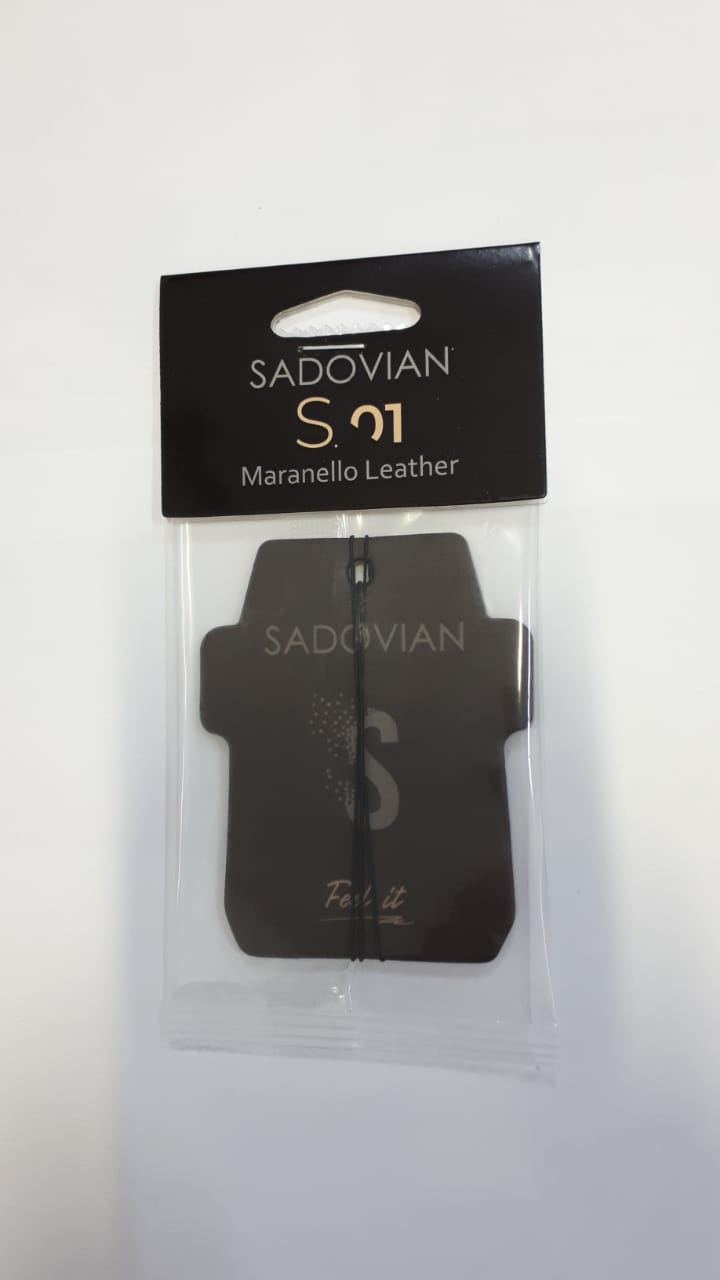 SADOVIAN
S.01
Maranello Leather
SADOVIAN
S
Feel it